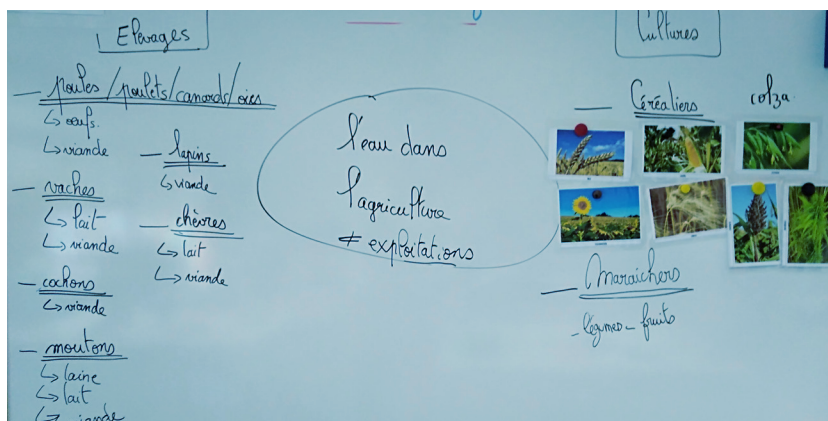 Elevages
— poules / poulets / canards / oies
↳ oeufs.
↳ viande
— vaches
↳ lait
↳ viande
— cochons
↳ viande
— moutons
↳ laine
↳ lait
↳ viande
— lapins
↳ viande
— chèvres
↳ lait
↳ viande
l'eau dans
l'agriculture
≠ exploitations
Cultures
— Céréaliers colza.
— Maraichers
- légumes - fruits